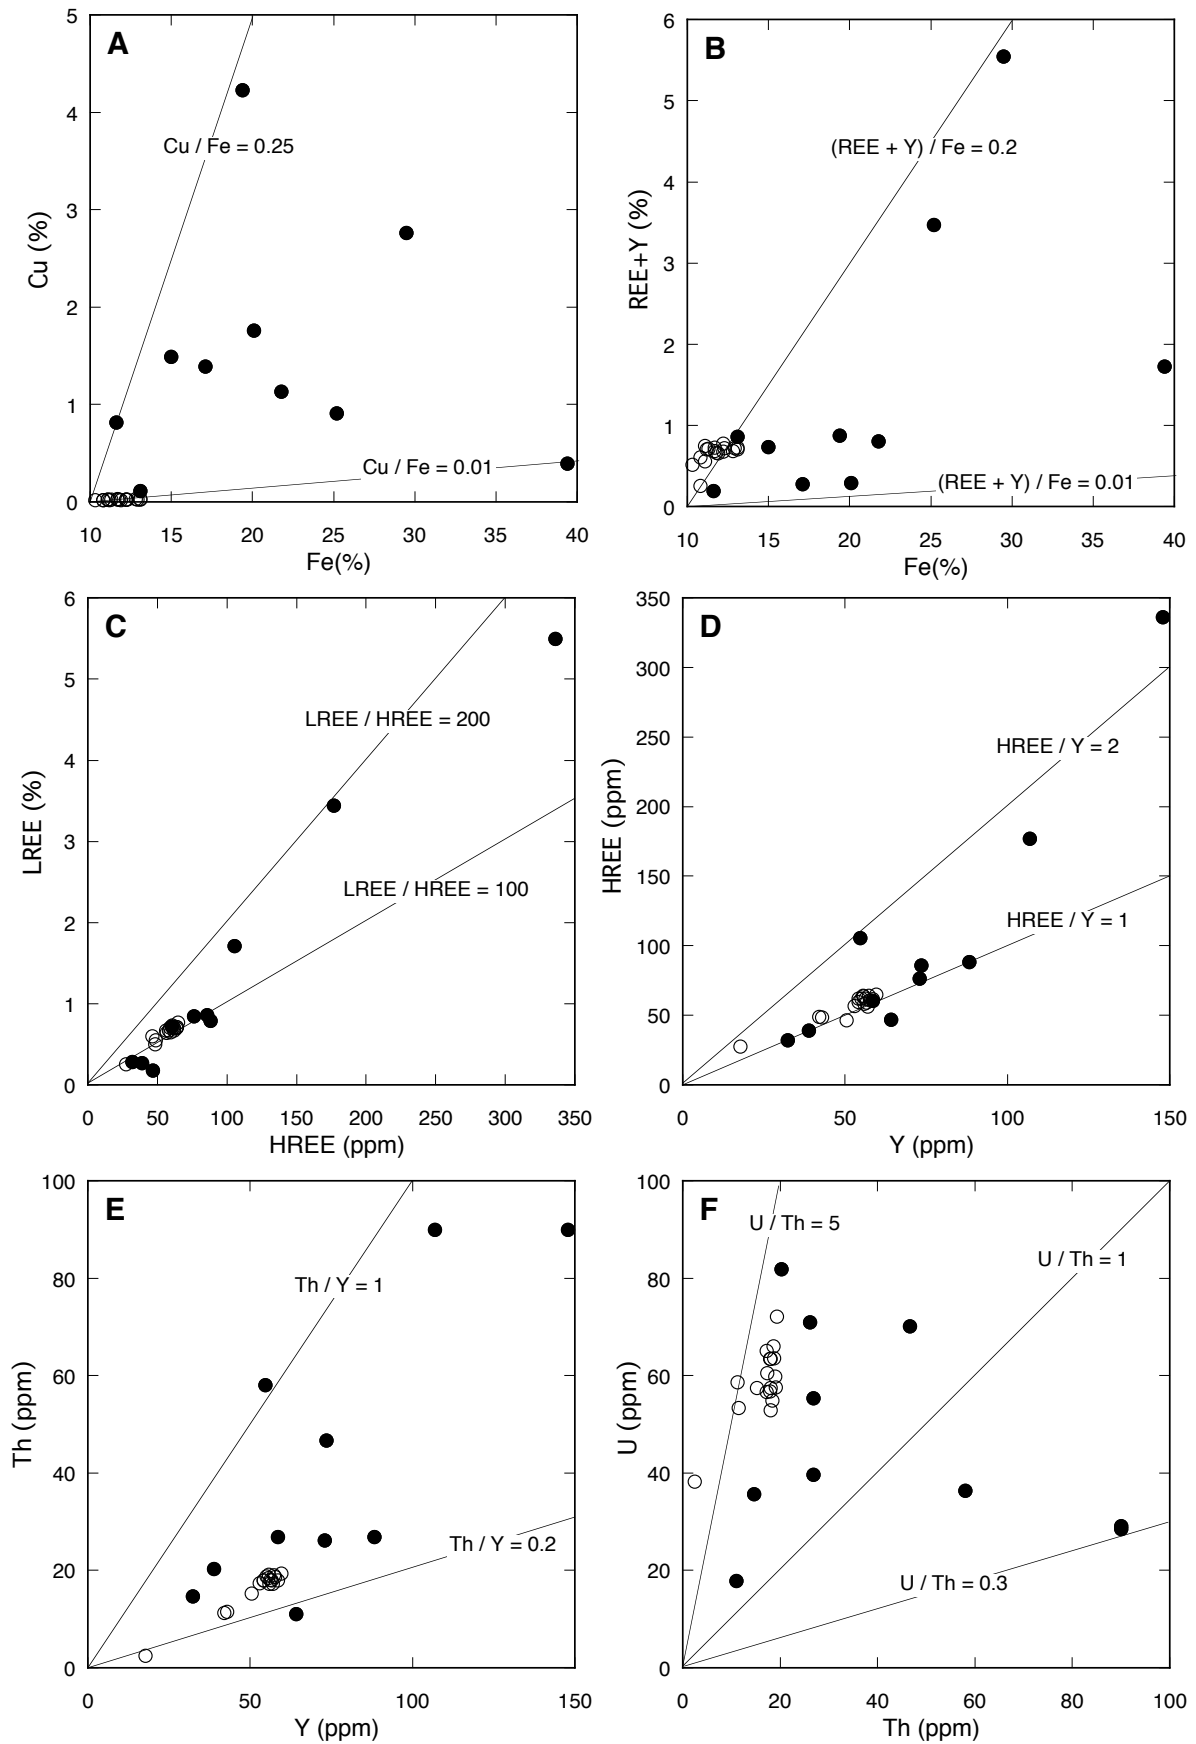 A
5
4
3
2
1
0
Cu (%)
Cu / Fe = 0.25
Cu / Fe = 0.01
10 15 20 25 30 35 40
Fe(%)
B
6
5
4
3
2
1
0
REE+Y (%)
(REE + Y) / Fe = 0.2
(REE + Y) / Fe = 0.01
10 15 20 25 30 35 40
Fe(%)
C
6
5
4
3
2
1
0
LREE (%)
LREE / HREE = 200
LREE / HREE = 100
0 50 100 150 200 250 300 350
HREE (ppm)
D
350
300
250
200
150
100
50
0
HREE (ppm)
HREE / Y = 2
HREE / Y = 1
0 50 100 150
Y (ppm)
E
100
80
60
40
20
0
Th (ppm)
Th / Y = 1
Th / Y = 0.2
0 50 100 150
Y (ppm)
F
100
80
60
40
20
0
U (ppm)
U / Th = 5
U / Th = 1
U / Th = 0.3
0 20 40 60 80 100
Th (ppm)